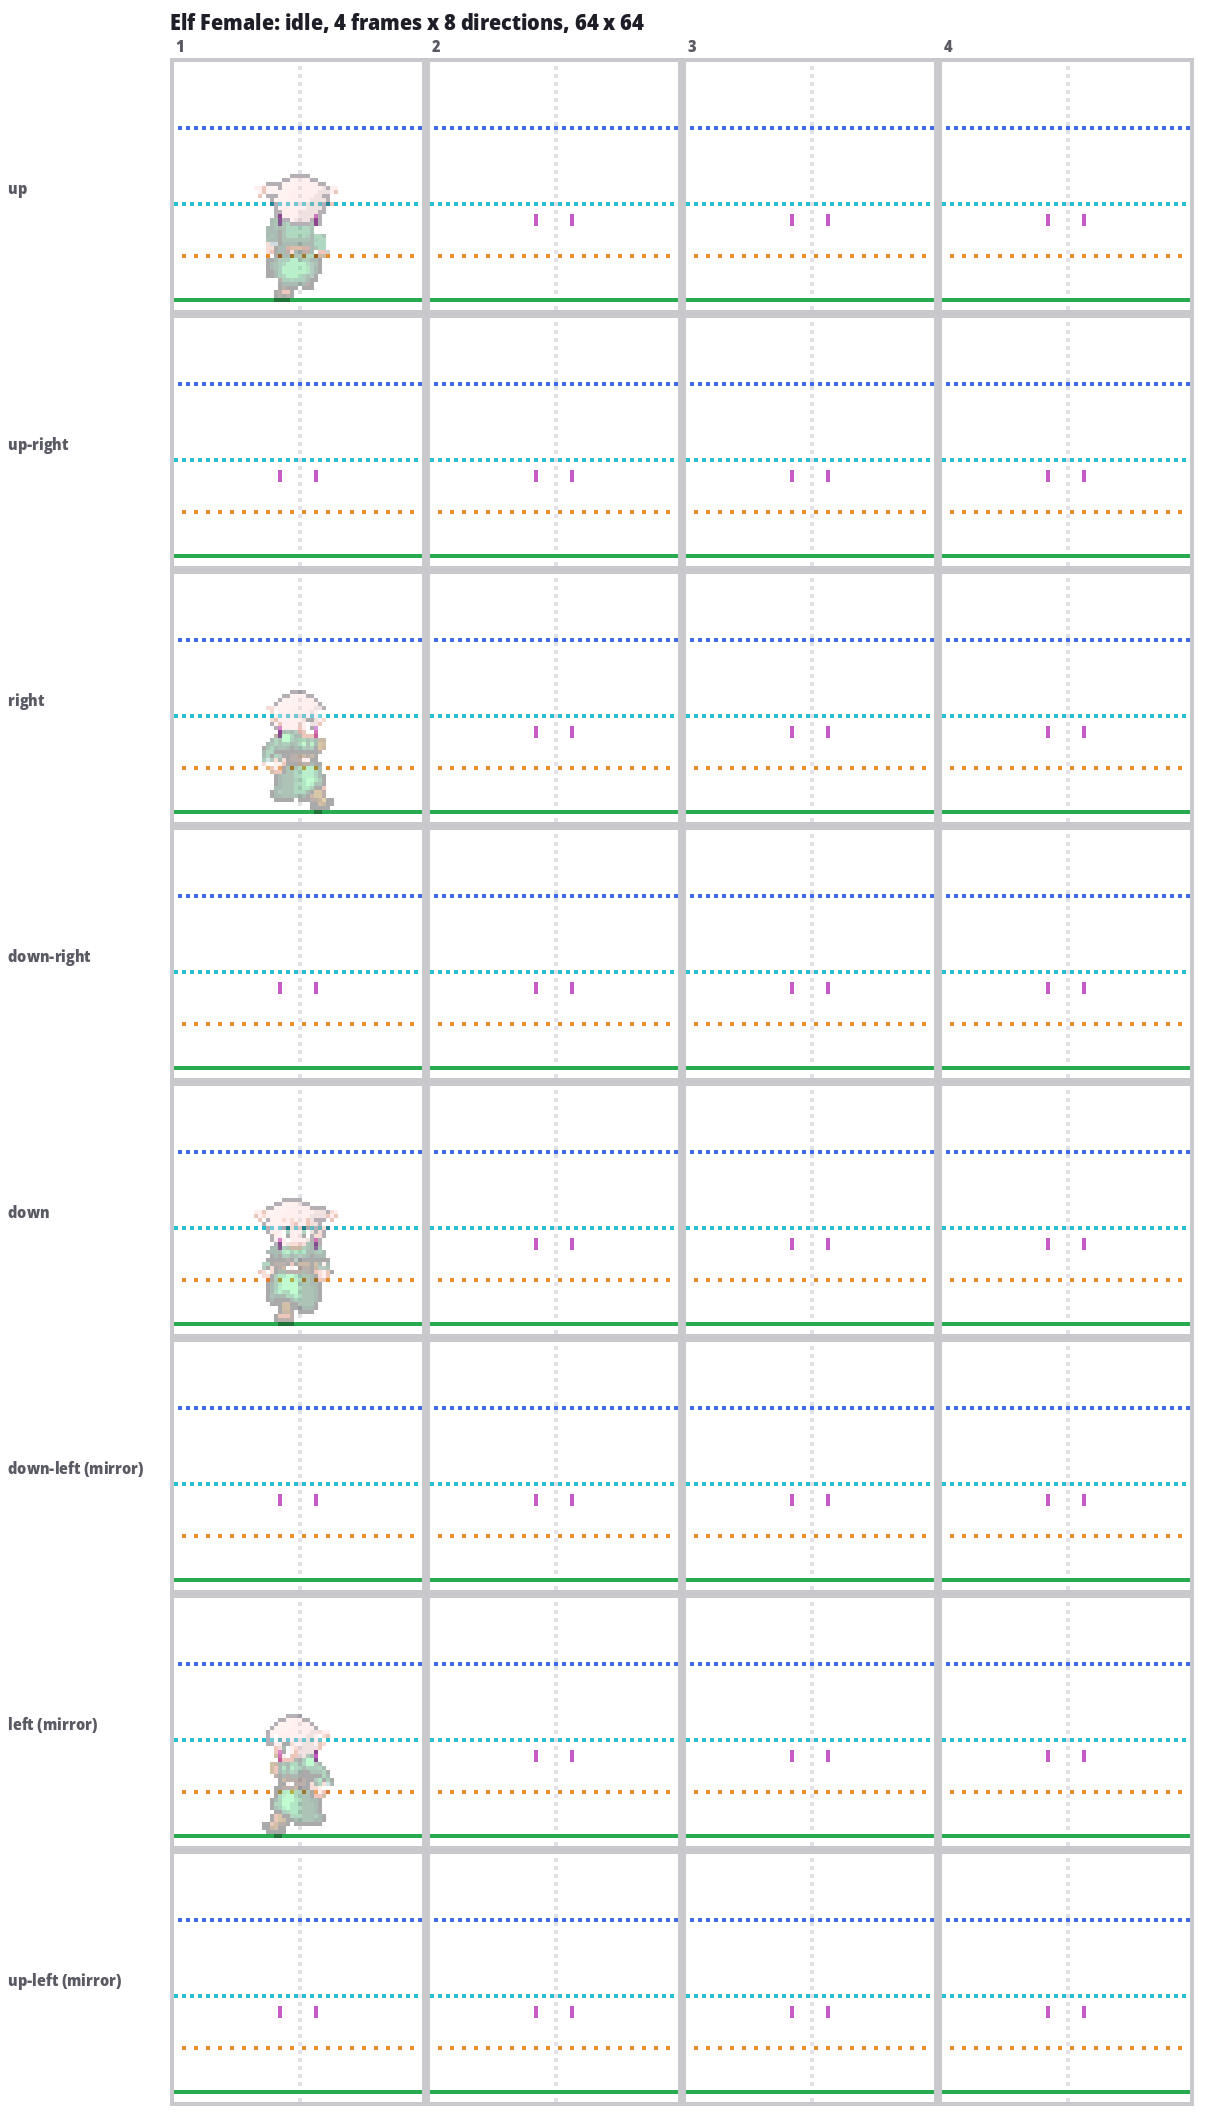 Elf Female: idle, 4 frames x 8 directions, 64 x 64
1 2 3 4
up
up-right
right
down-right
down
down-left (mirror)
left (mirror)
up-left (mirror)